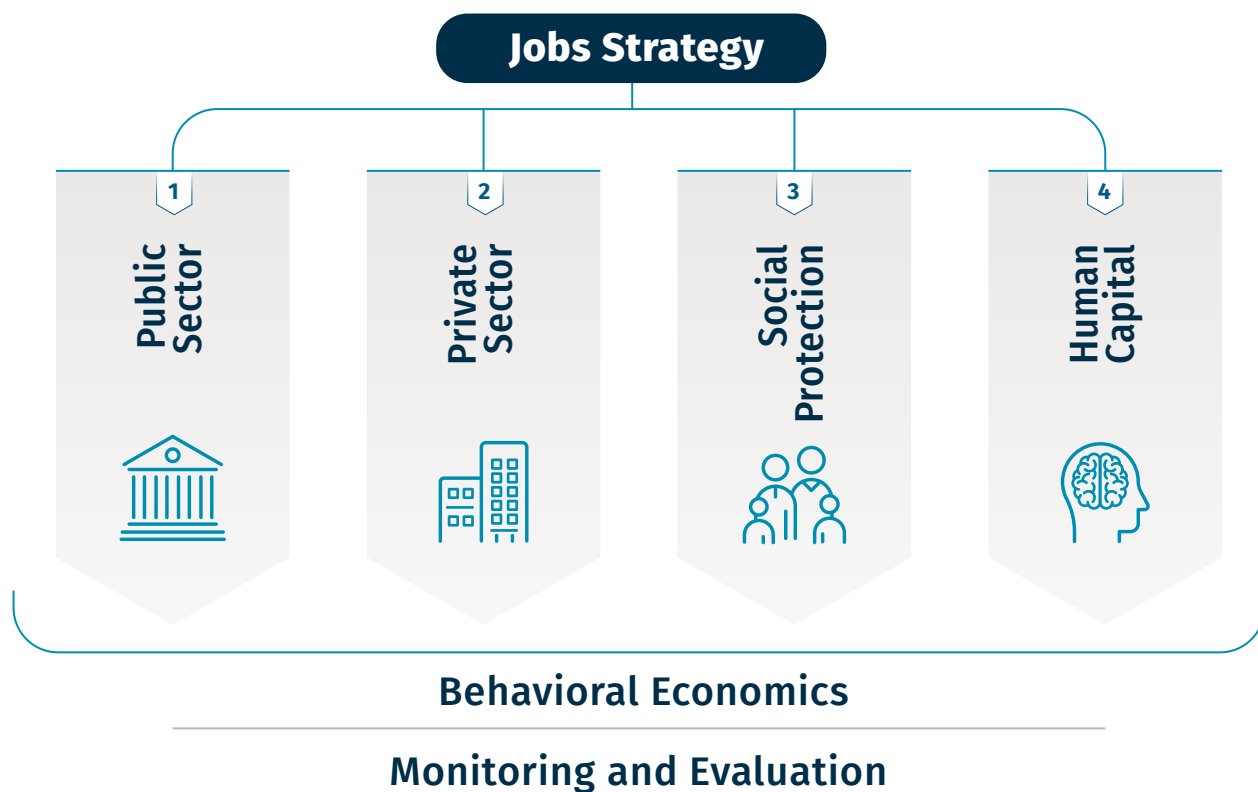 Jobs Strategy
1
Public
Sector
2
Private
Sector
3
Social
Protection
4
Human
Capital
Behavioral Economics
Monitoring and Evaluation